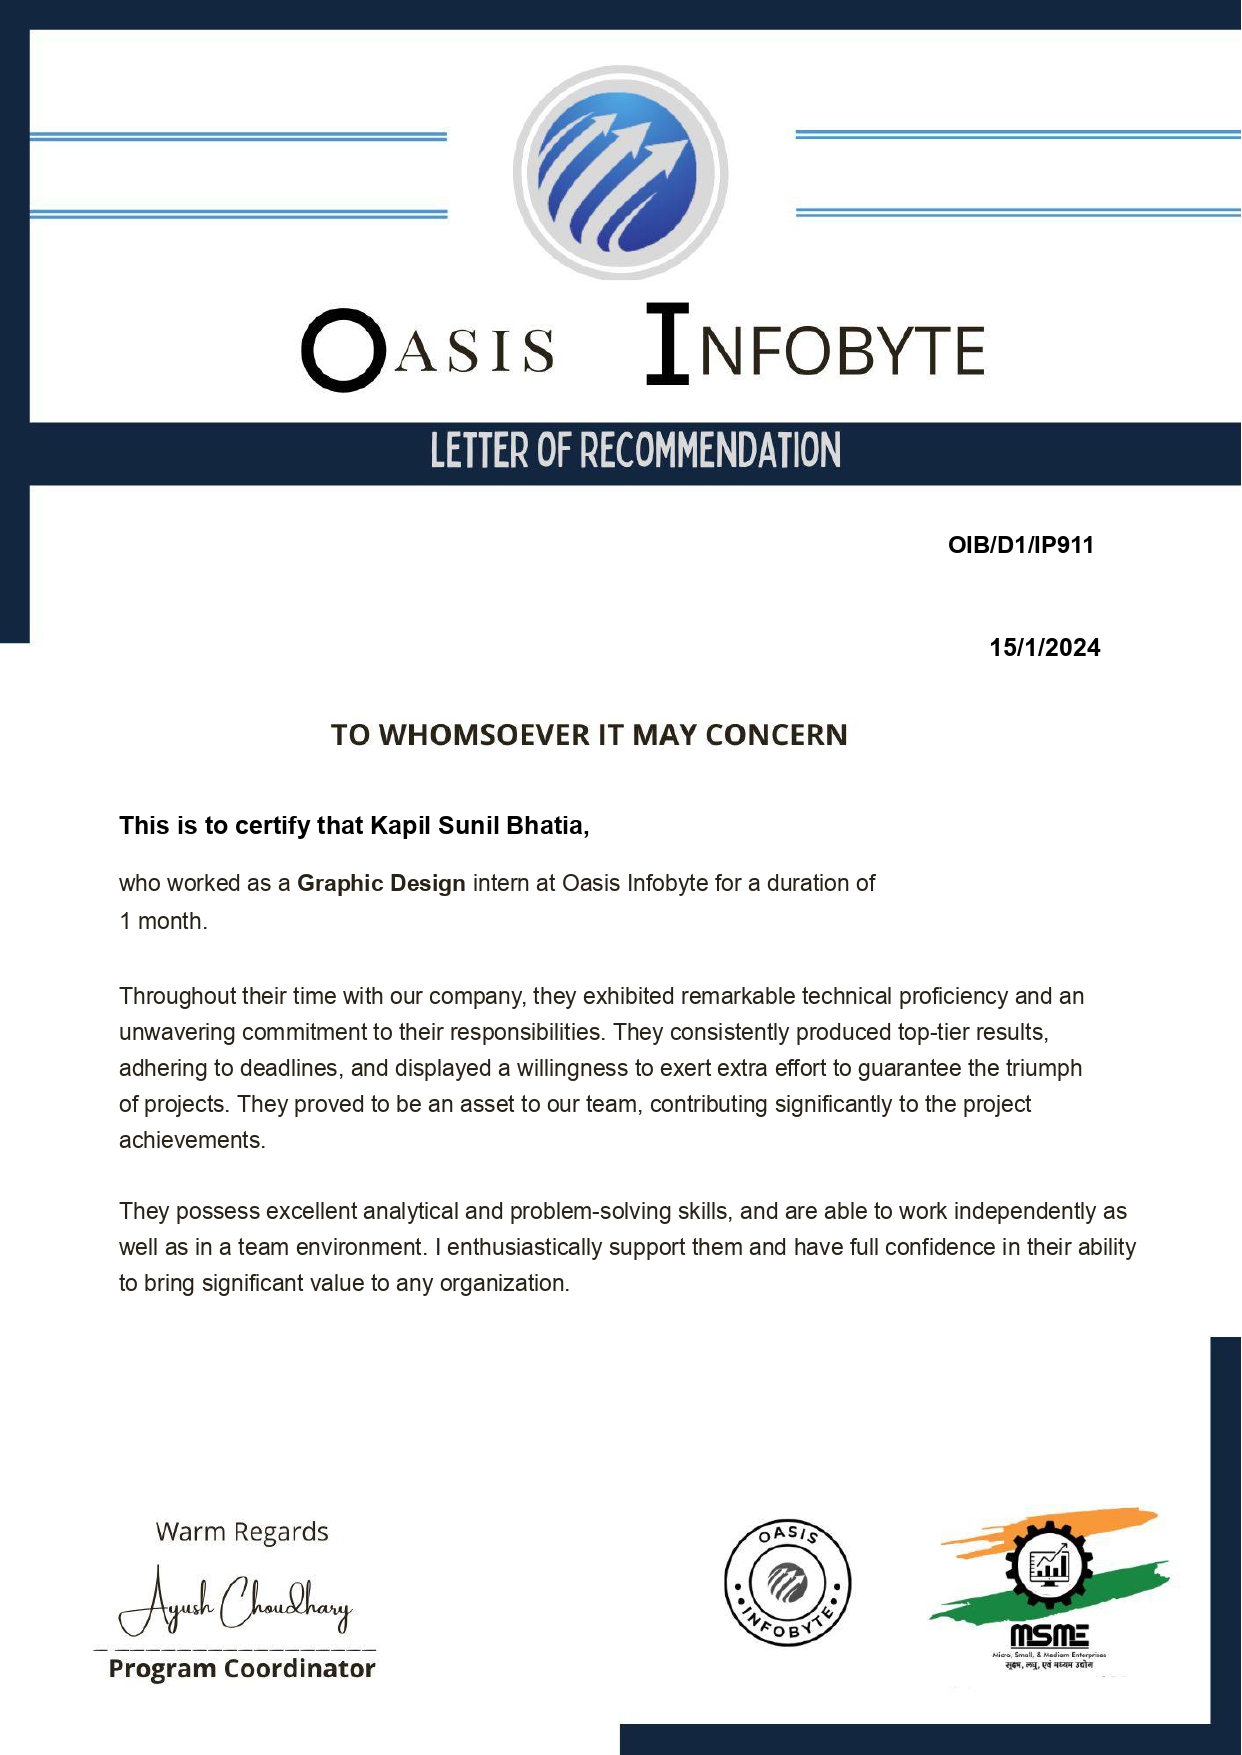 OASIS INFOBYTE
LETTER OF RECOMMENDATION
OIB/D1/IP911
15/1/2024
TO WHOMSOEVER IT MAY CONCERN
This is to certify that Kapil Sunil Bhatia,
who worked as a Graphic Design intern at Oasis Infobyte for a duration of
1 month.
Throughout their time with our company, they exhibited remarkable technical proficiency and an
unwavering commitment to their responsibilities. They consistently produced top-tier results,
adhering to deadlines, and displayed a willingness to exert extra effort to guarantee the triumph
of projects. They proved to be an asset to our team, contributing significantly to the project
achievements.
They possess excellent analytical and problem-solving skills, and are able to work independently as
well as in a team environment. I enthusiastically support them and have full confidence in their ability
to bring significant value to any organization.
Warm Regards
Ayush Choudhary
Program Coordinator
OASIS
INFOBYTE
MSME
Micro, Small, & Medium Enterprises
सूक्ष्म, लघु, एवं मध्यम उद्योग